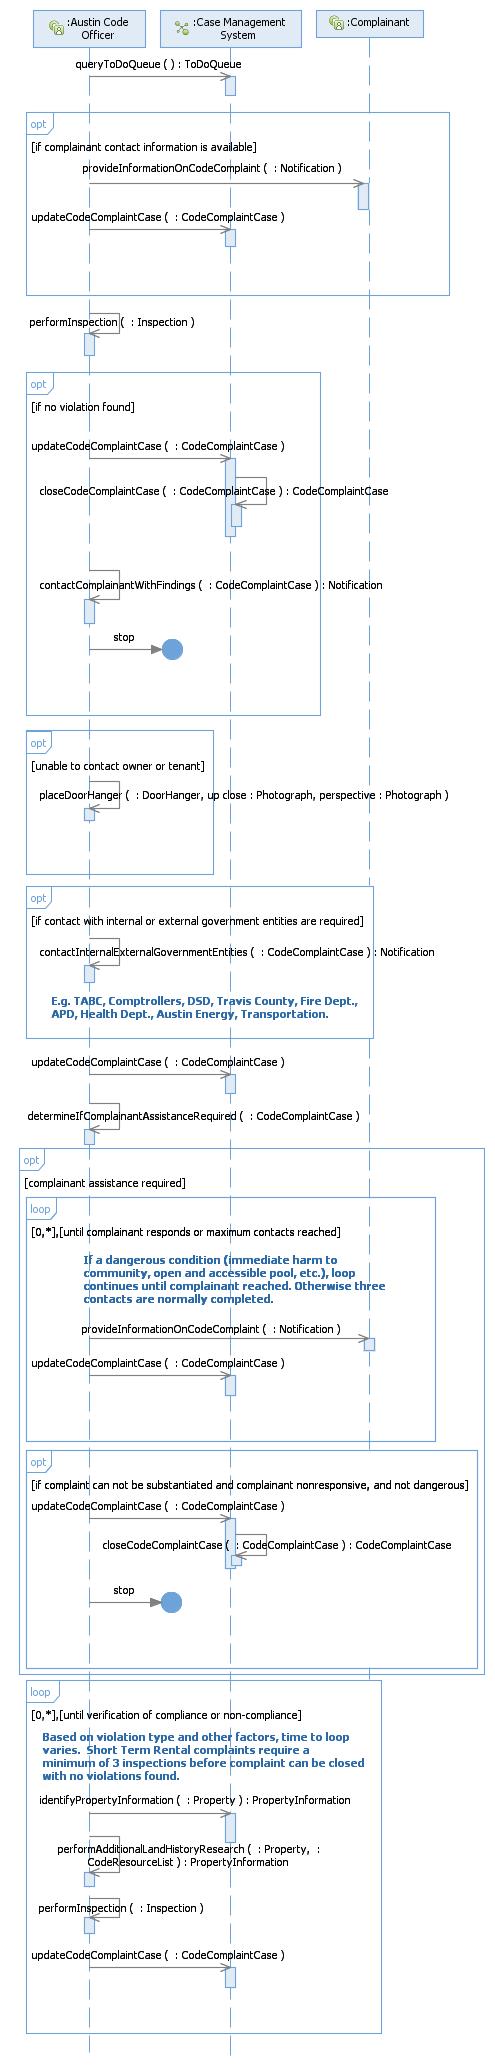 :Austin Code
Officer
:Case Management
System
:Complainant
queryToDoQueue ( ) : ToDoQueue
opt
[if complainant contact information is available]
provideInformationOnCodeComplaint ( : Notification )
updateCodeComplaintCase ( : CodeComplaintCase )
performInspection ( : Inspection )
opt
[if no violation found]
updateCodeComplaintCase ( : CodeComplaintCase )
closeCodeComplaintCase ( : CodeComplaintCase ) : CodeComplaintCase
contactComplainantWithFindings ( : CodeComplaintCase ) : Notification
stop
opt
[unable to contact owner or tenant]
placeDoorHanger ( : DoorHanger, up close : Photograph, perspective : Photograph )
opt
[if contact with internal or external government entities are required]
contactInternalExternalGovernmentEntities ( : CodeComplaintCase ) : Notification
E.g. TABC, Comptrollers, DSD, Travis County, Fire Dept.,
APD, Health Dept., Austin Energy, Transportation.
updateCodeComplaintCase ( : CodeComplaintCase )
determineIfComplainantAssistanceRequired ( : CodeComplaintCase )
opt
[complainant assistance required]
loop
[0,*],[until complainant responds or maximum contacts reached]
If a dangerous condition (immediate harm to
community, open and accessible pool, etc.), loop
continues until complainant reached. Otherwise three
contacts are normally completed.
provideInformationOnCodeComplaint ( : Notification )
updateCodeComplaintCase ( : CodeComplaintCase )
opt
[if complaint can not be substantiated and complainant nonresponsive, and not dangerous]
updateCodeComplaintCase ( : CodeComplaintCase )
closeCodeComplaintCase ( : CodeComplaintCase ) : CodeComplaintCase
stop
loop
[0,*],[until verification of compliance or non-compliance]
Based on violation type and other factors, time to loop
varies. Short Term Rental complaints require a
minimum of 3 inspections before complaint can be closed
with no violations found.
identifyPropertyInformation ( : Property ) : PropertyInformation
performAdditionalLandHistoryResearch ( : Property, :
CodeResourceList ) : PropertyInformation
performInspection ( : Inspection )
updateCodeComplaintCase ( : CodeComplaintCase )